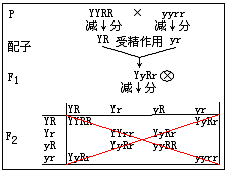 P YYRR × yyrr
减↓分 减↓分
配子 YR 受精作用 yr
F1 YyRr ⊗
减↓分
YR Yr yR yr
YR YYRR YyRr
F2 Yr YYrr YyRr
yR YyRr yyRR
yr YyRr yyrr